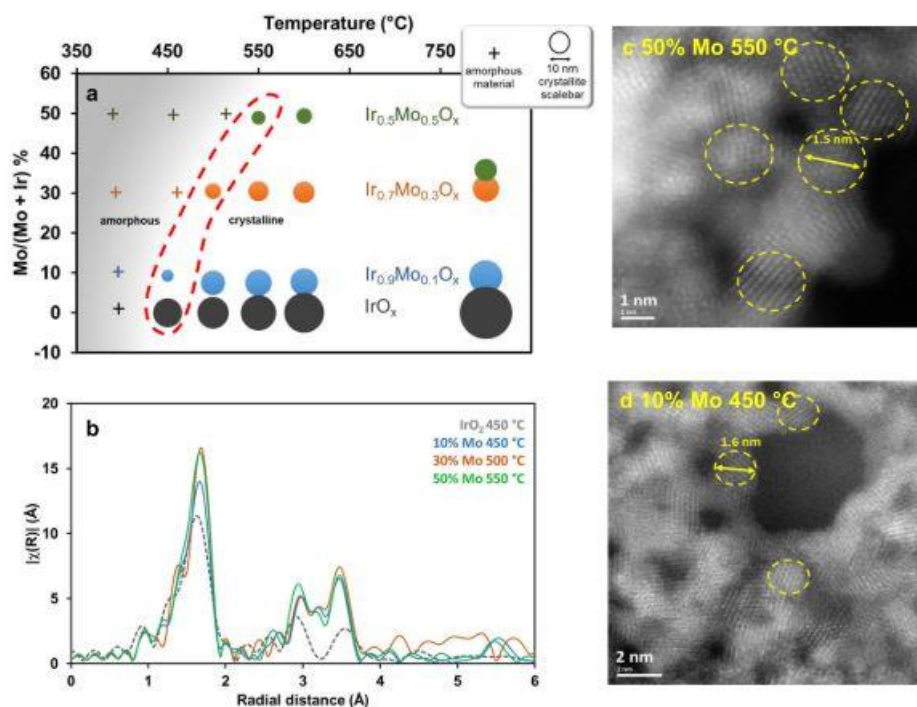 Temperature (°C)
350 450 550 650 750
60
50
40
30
20
10
0
-10
Mo/(Mo + Ir) %
a
amorphous
crystalline
Ir0.5Mo0.5Ox
Ir0.7Mo0.3Ox
Ir0.9Mo0.1Ox
IrOx
amorphous
material
10 nm
crystallite
scalebar
b
20
15
10
5
0
|χ(R)| (Å)
IrO2 450 °C
10% Mo 450 °C
30% Mo 500 °C
50% Mo 550 °C
0 1 2 3 4 5 6
Radial distance (Å)
c 50% Mo 550 °C
1.5 nm
1 nm
d 10% Mo 450 °C
1.6 nm
2 nm